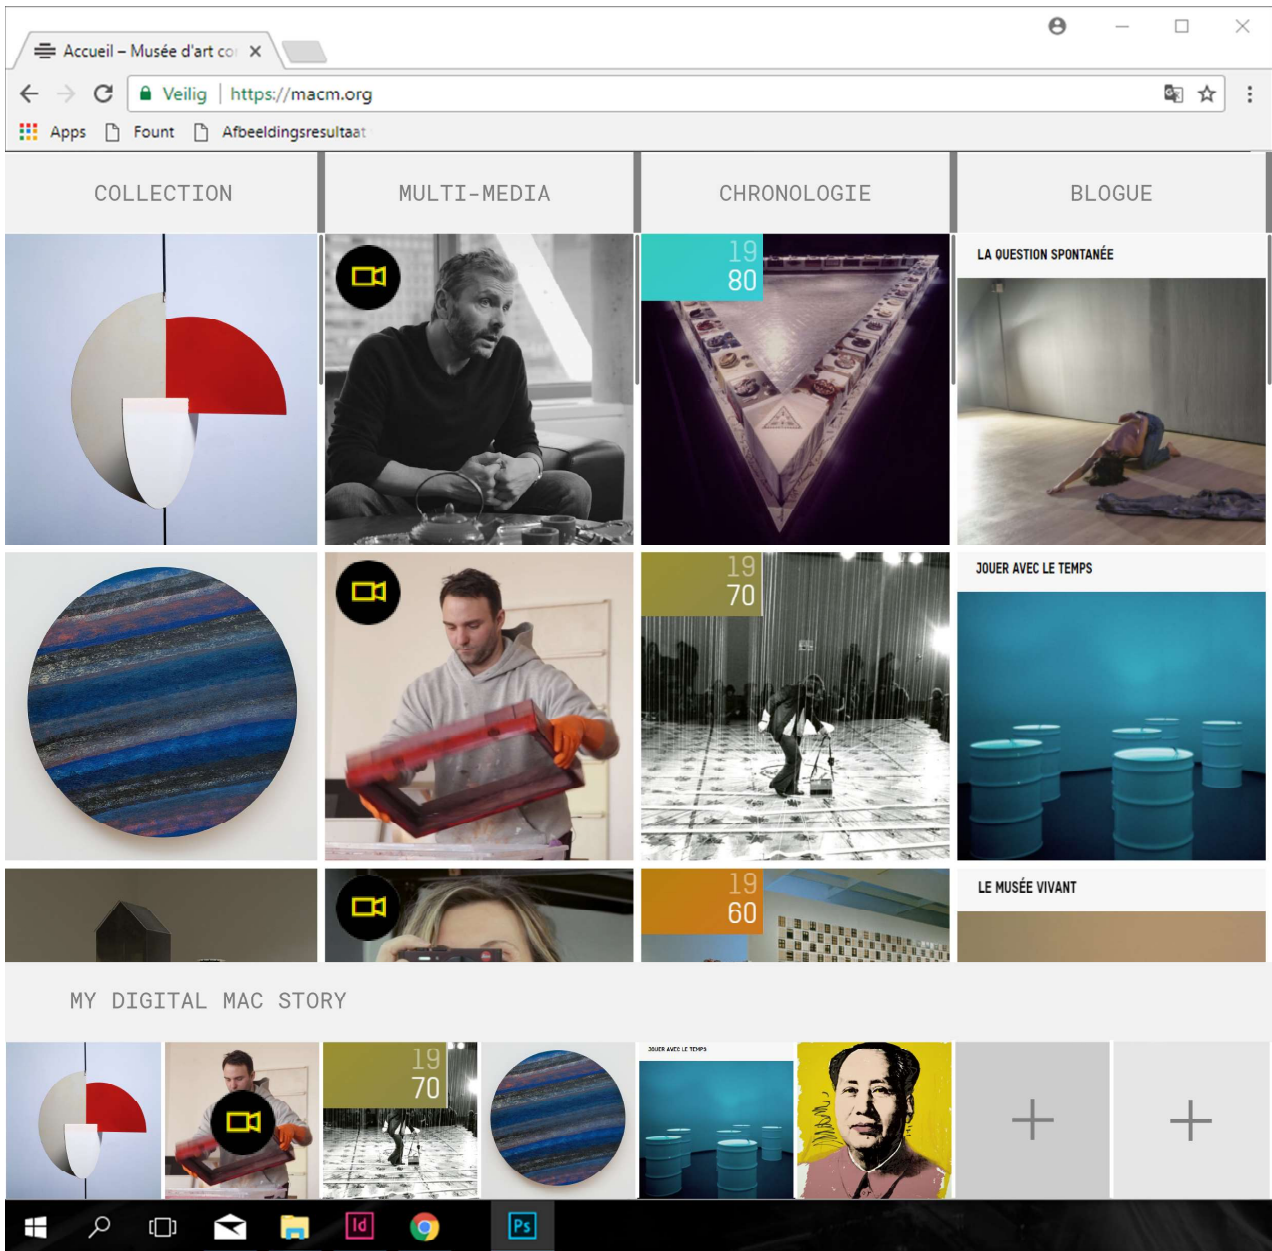 Accueil – Musée d'art co
Veilig https://macm.org
Apps Fount Afbeeldingsresultaat
COLLECTION MULTI-MEDIA CHRONOLOGIE BLOGUE
19
80
LA QUESTION SPONTANÉE
19
70
JOUER AVEC LE TEMPS
19
60
LE MUSÉE VIVANT
MY DIGITAL MAC STORY
19
70
JOUER AVEC LE TEMPS
Id Ps